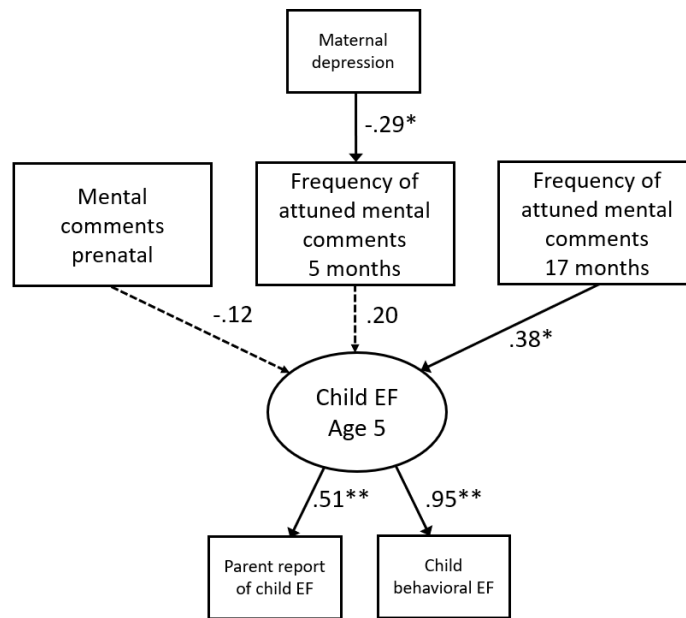 Maternal
depression
-.29*
Mental
comments
prenatal
Frequency of
attuned mental
comments
5 months
Frequency of
attuned mental
comments
17 months
-.12
.20
.38*
Child EF
Age 5
.51**
.95**
Parent report
of child EF
Child
behavioral EF